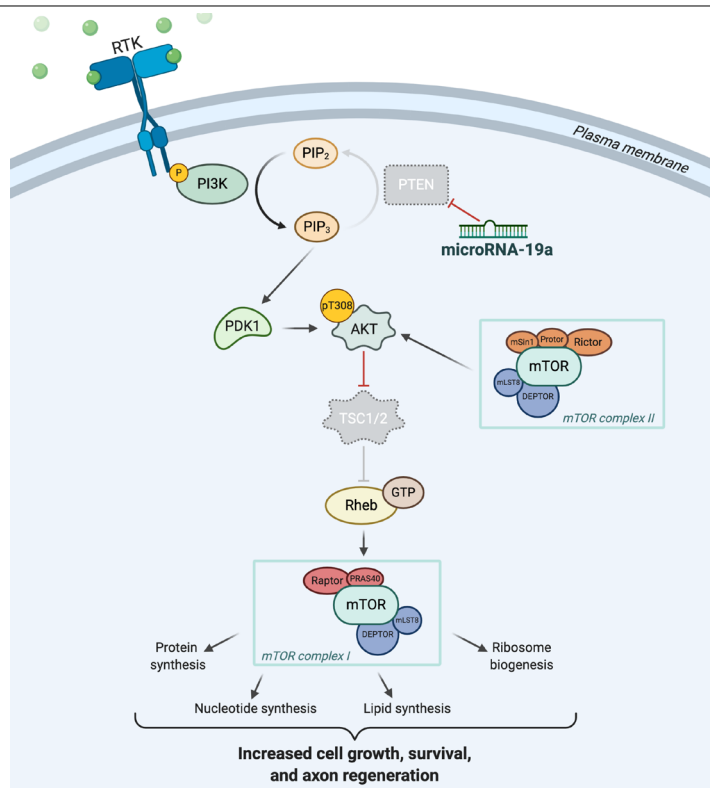 RTK
Plasma membrane
P
PI3K
PIP2
PTEN
PIP3
microRNA-19a
pT308
PDK1
AKT
mSin1
Protor
Rictor
mTOR
mLST8
DEPTOR
mTOR complex II
TSC1/2
Rheb
GTP
Raptor
PRAS40
mTOR
mLST8
DEPTOR
mTOR complex I
Protein
synthesis
Ribosome
biogenesis
Nucleotide synthesis
Lipid synthesis
Increased cell growth, survival,
and axon regeneration